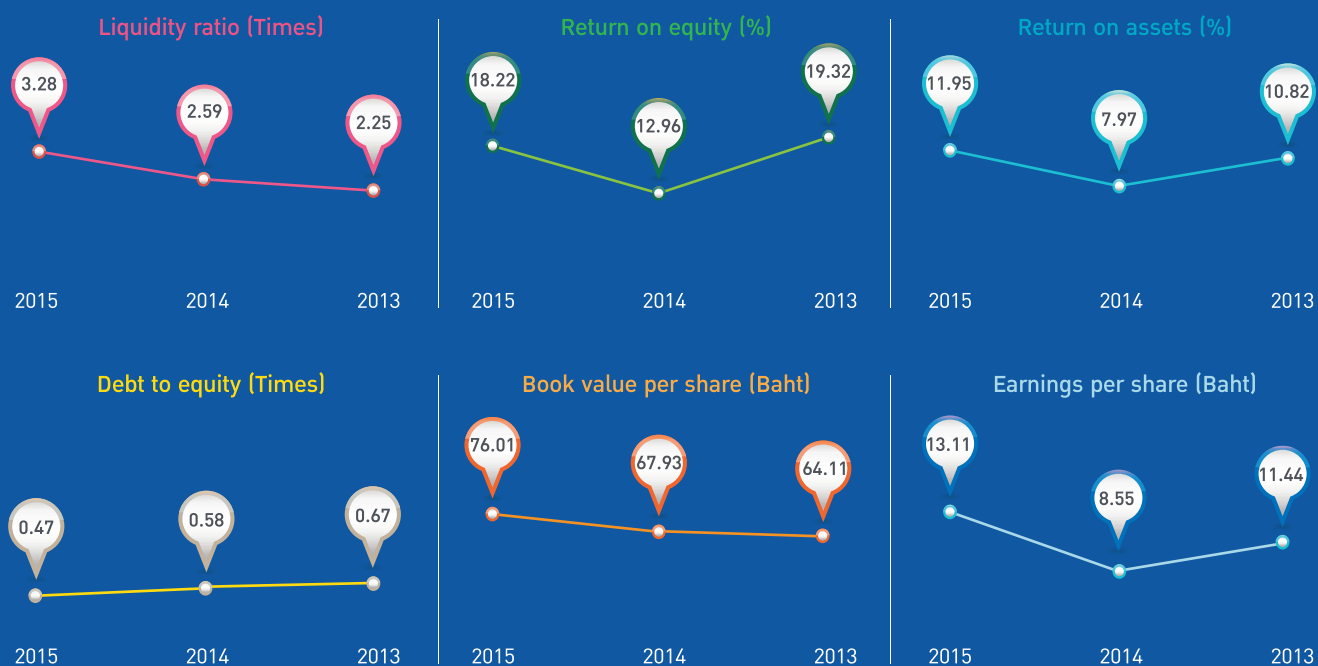 Liquidity ratio (Times)
3.28
2.59
2.25
2015 2014 2013
Return on equity (%)
18.22
12.96
19.32
2015 2014 2013
Return on assets (%)
11.95
7.97
10.82
2015 2014 2013
Debt to equity (Times)
0.47
0.58
0.67
2015 2014 2013
Book value per share (Baht)
76.01
67.93
64.11
2015 2014 2013
Earnings per share (Baht)
13.11
8.55
11.44
2015 2014 2013